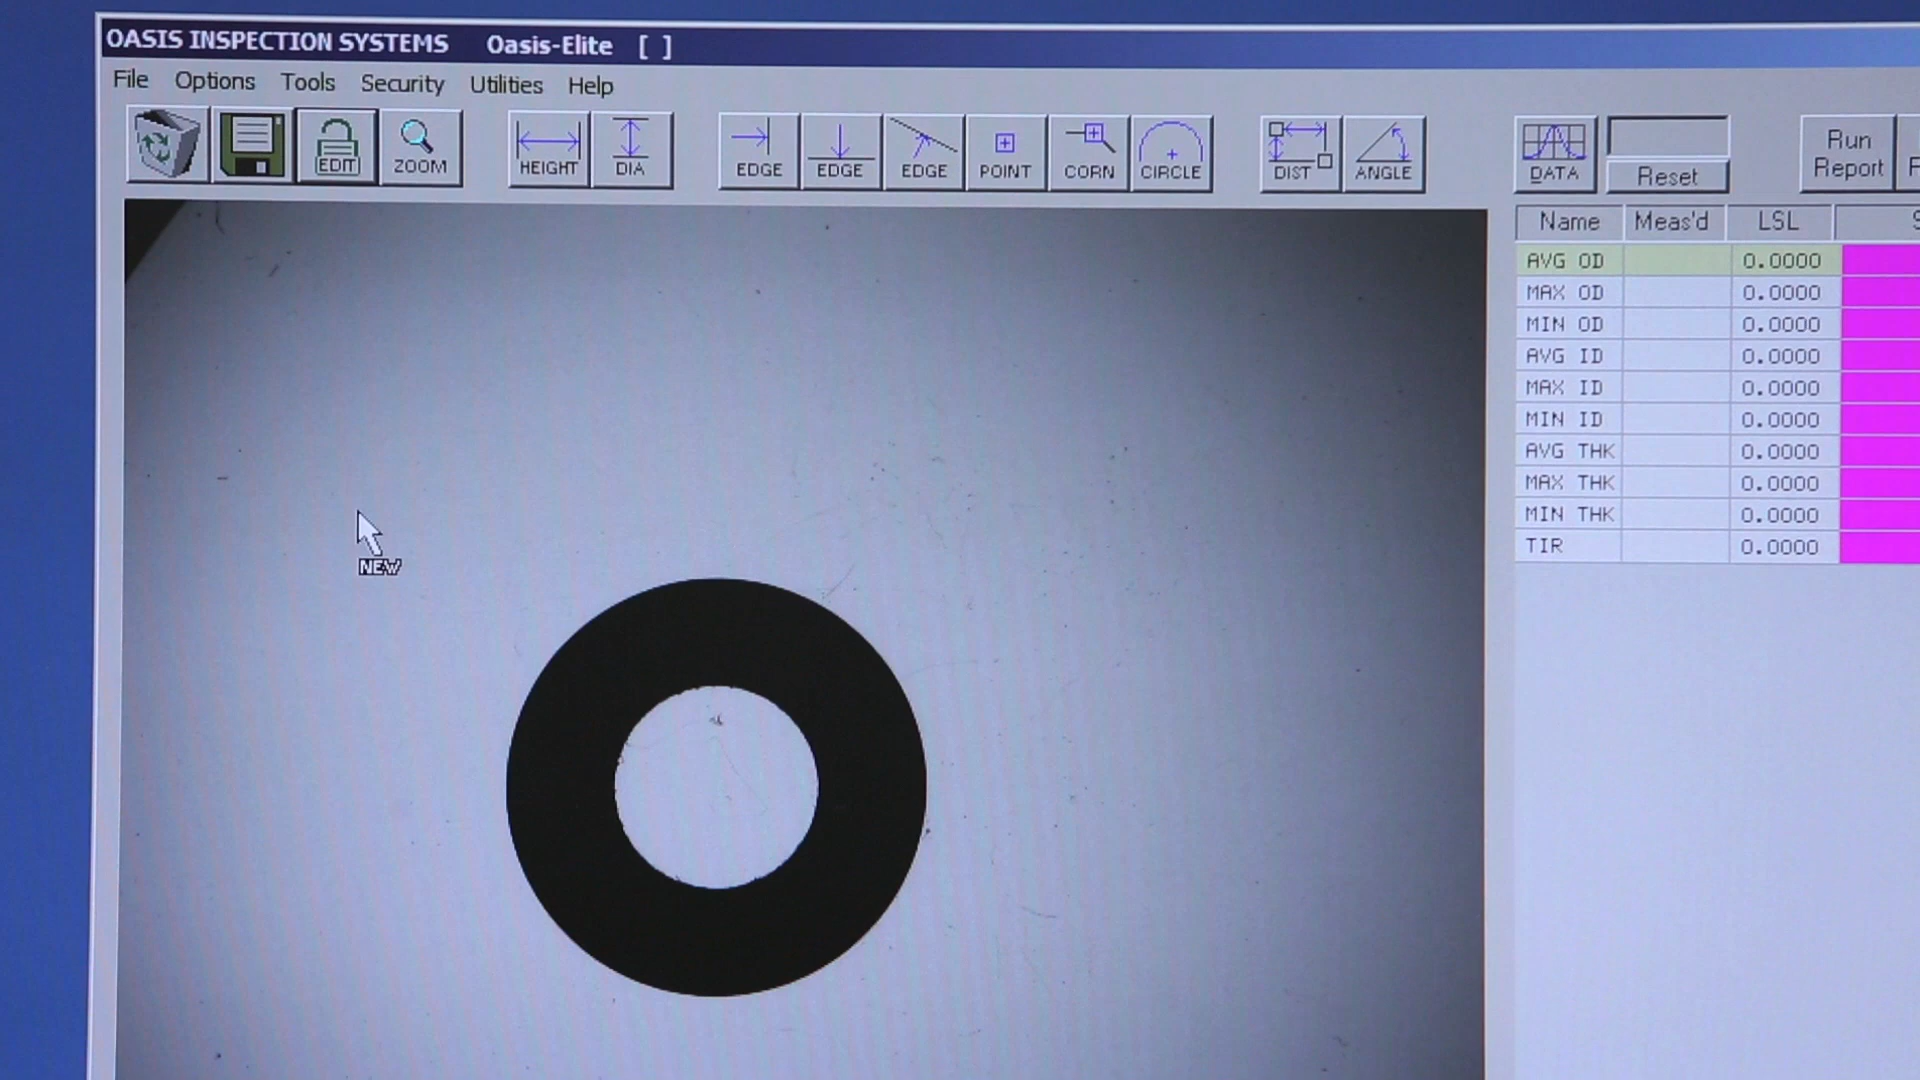 OASIS INSPECTION SYSTEMS Oasis-Elite [ ]
File Options Tools Security Utilities Help
EDIT ZOOM HEIGHT DIA EDGE EDGE EDGE POINT CORN CIRCLE DIST ANGLE DATA Reset Run Report
Name Meas'd LSL
AVG OD 0.0000
MAX OD 0.0000
MIN OD 0.0000
AVG ID 0.0000
MAX ID 0.0000
MIN ID 0.0000
AVG THK 0.0000
MAX THK 0.0000
MIN THK 0.0000
TIR 0.0000
NEW